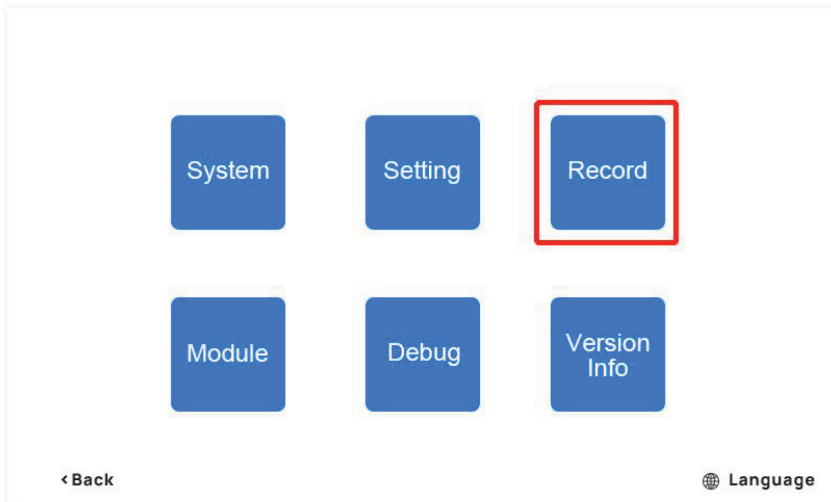 System
Setting
Record
Module
Debug
Version
Info
<Back
Language